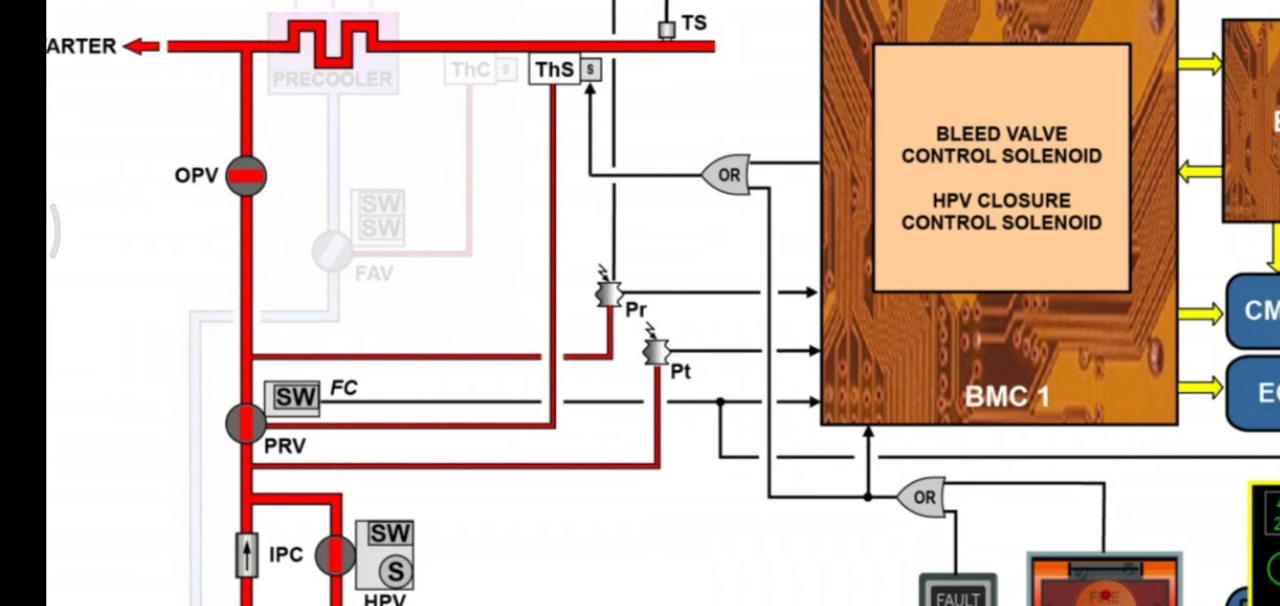 TS
ARTER
PRECOOLER
ThC
S
ThS
S
BLEED VALVE
CONTROL SOLENOID
HPV CLOSURE
CONTROL SOLENOID
OPV
OR
SW
SW
FAV
Pr
Pt
CM
SW
FC
BMC 1
EC
PRV
OR
IPC
SW
S
HPV
FAULT
FIRE